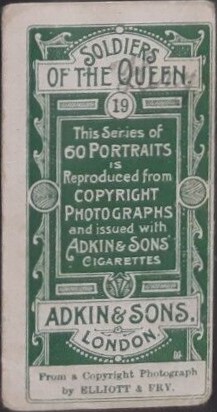 SOLDIERS
OF THE QUEEN.
19
This Series of
60 PORTRAITS
IS
Reproduced from
COPYRIGHT
PHOTOGRAPHS
and issued with
ADKIN & SONS'
CIGARETTES
ADKIN & SONS.
LONDON.
From a Copyright Photograph
by ELLIOTT & FRY.